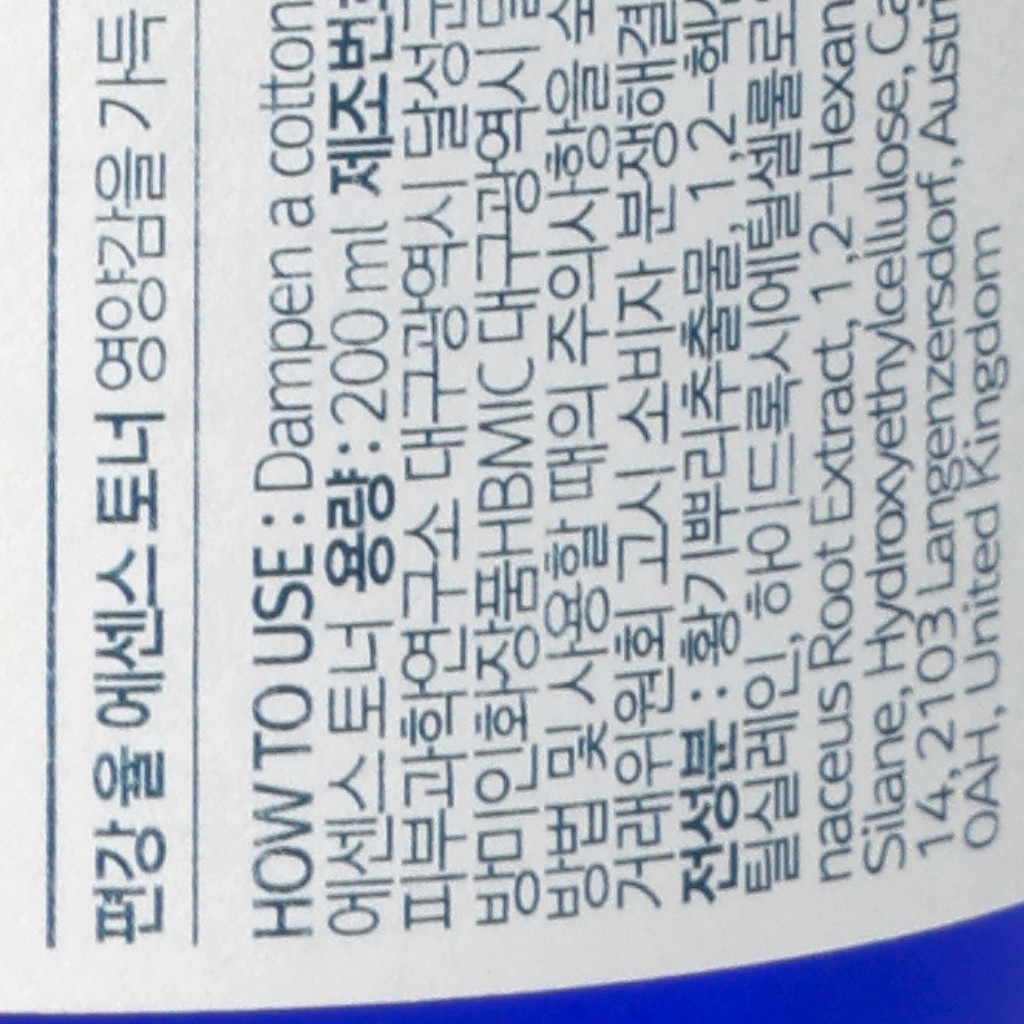 편강 율 에센스 토너 영양감을 가득
HOW TO USE : Dampen a cotton
에센스 토너 용량 : 200 ml 제조번
피부과학연구소 대구광역시 달성군
방미인화장품HBMIC 대구광역시 달
방법 및 사용할 때의 주의사항을
거래위원회 고시 소비자 분쟁해결
전성분 : 황기뿌리추출물, 1,2-헥
틸실레인, 하이드록시에틸셀룰로
naceus Root Extract, 1,2-Hexan
Silane, Hydroxyethylcellulose, Ca
14, 2103 Langenzersdorf, Austr
0AH, United Kingdom